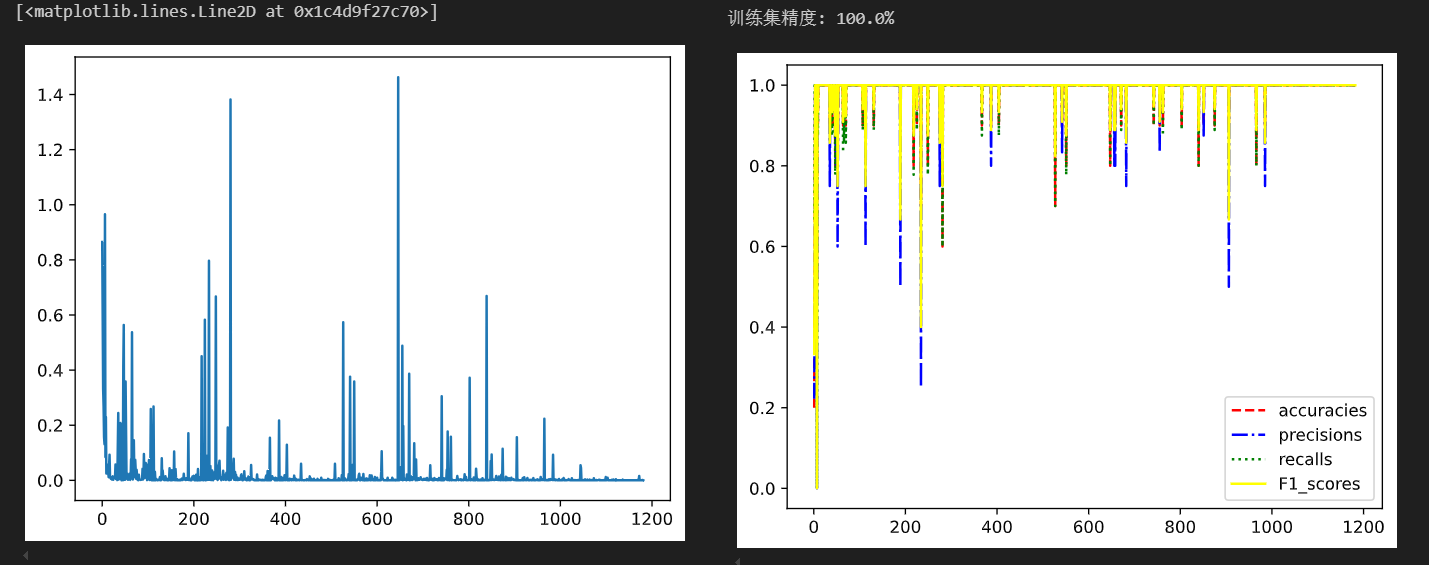 [<matplotlib.lines.Line2D at 0x1c4d9f27c70>]
1.4
1.2
1.0
0.8
0.6
0.4
0.2
0.0
0 200 400 600 800 1000 1200
训练集精度: 100.0%
1.0
0.8
0.6
0.4
0.2
0.0
accuracies
precisions
recalls
F1_scores
0 200 400 600 800 1000 1200